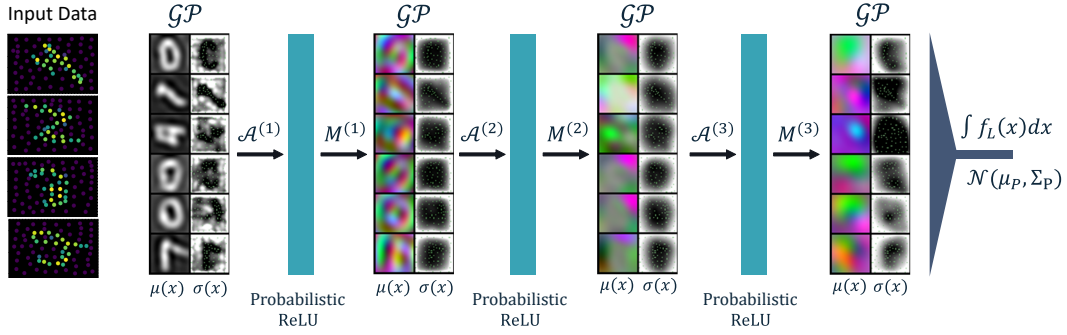 Input Data
𝒢𝒫
𝒢𝒫
𝒢𝒫
𝒢𝒫
𝒜⁽¹⁾
M⁽¹⁾
𝒜⁽²⁾
M⁽²⁾
𝒜⁽³⁾
M⁽³⁾
∫ f_L(x)dx
𝒩(μ_P, Σ_P)
μ(x) σ(x)
μ(x) σ(x)
μ(x) σ(x)
μ(x) σ(x)
Probabilistic
ReLU
Probabilistic
ReLU
Probabilistic
ReLU